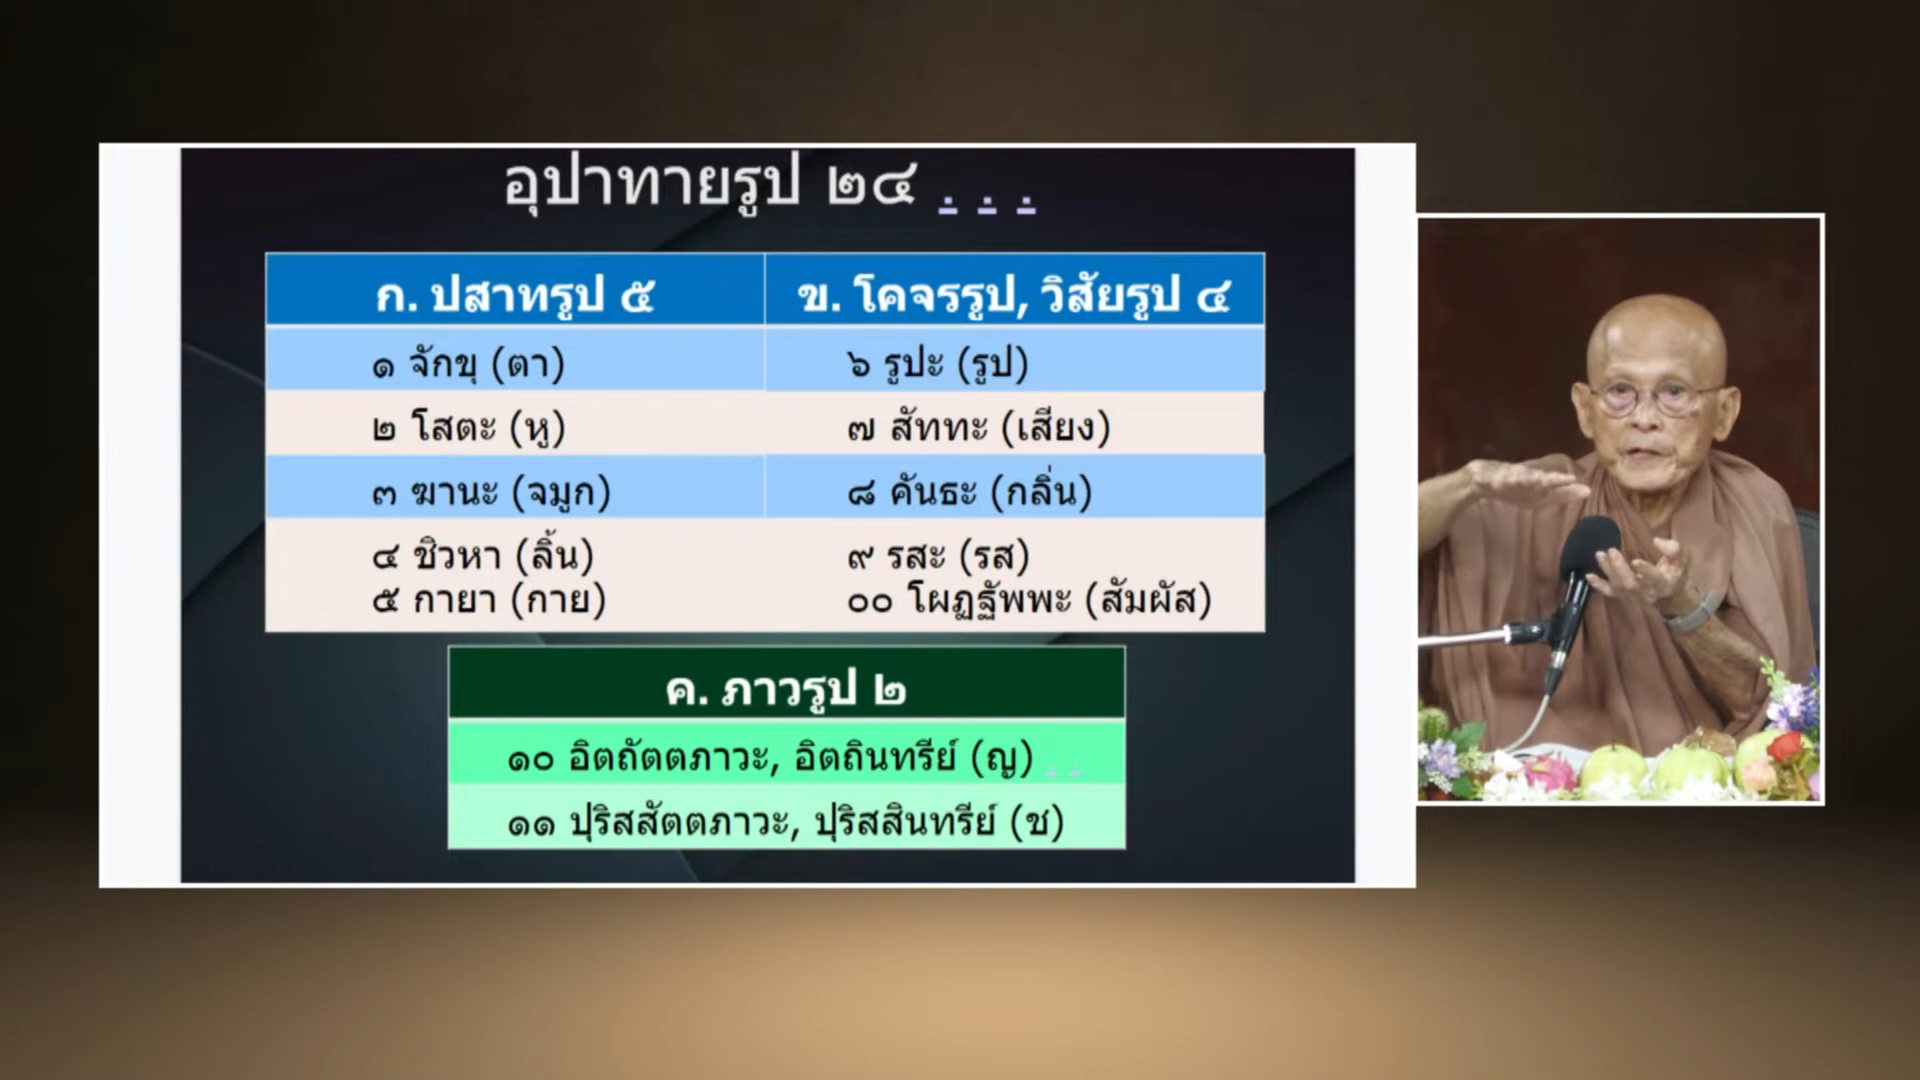 อุปาทายรูป ๒๔ . . .
ก. ปสาทรูป ๕
ข. โคจรรูป, วิสัยรูป ๔
๑ จักขุ (ตา)
๖ รูปะ (รูป)
๒ โสตะ (หู)
๗ สัททะ (เสียง)
๓ ฆานะ (จมูก)
๘ คันธะ (กลิ่น)
๔ ชิวหา (ลิ้น)
๙ รสะ (รส)
๕ กายา (กาย)
๐๐ โผฏฐัพพะ (สัมผัส)
ค. ภาวรูป ๒
๑๐ อิตถัตตภาวะ, อิตถินทรีย์ (ญ) . .
๑๑ ปุริสสัตตภาวะ, ปุริสสินทรีย์ (ช)